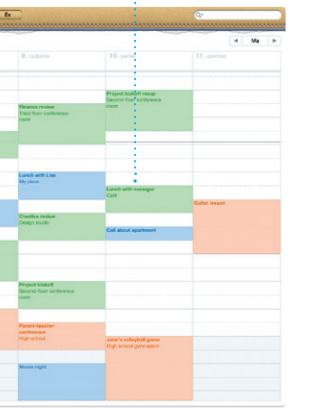 Ma
Project kickoff recap
Second-floor conference
room
Finance review
Third-floor conference
room
Lunch with Lisa
My place
Lunch with manager
Café
Guitar lesson
Creative review
Design studio
Call about apartment
Project kickoff
Second-floor conference
room
Parent-teacher
conference
High school
Jane's volleyball game
High school gymnasium
Movie night